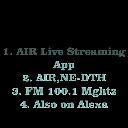 1. AIR Live Streaming
App
2. AIR,NE-DTH
3. FM 100.1 Mghtz
4. Also on Alexa